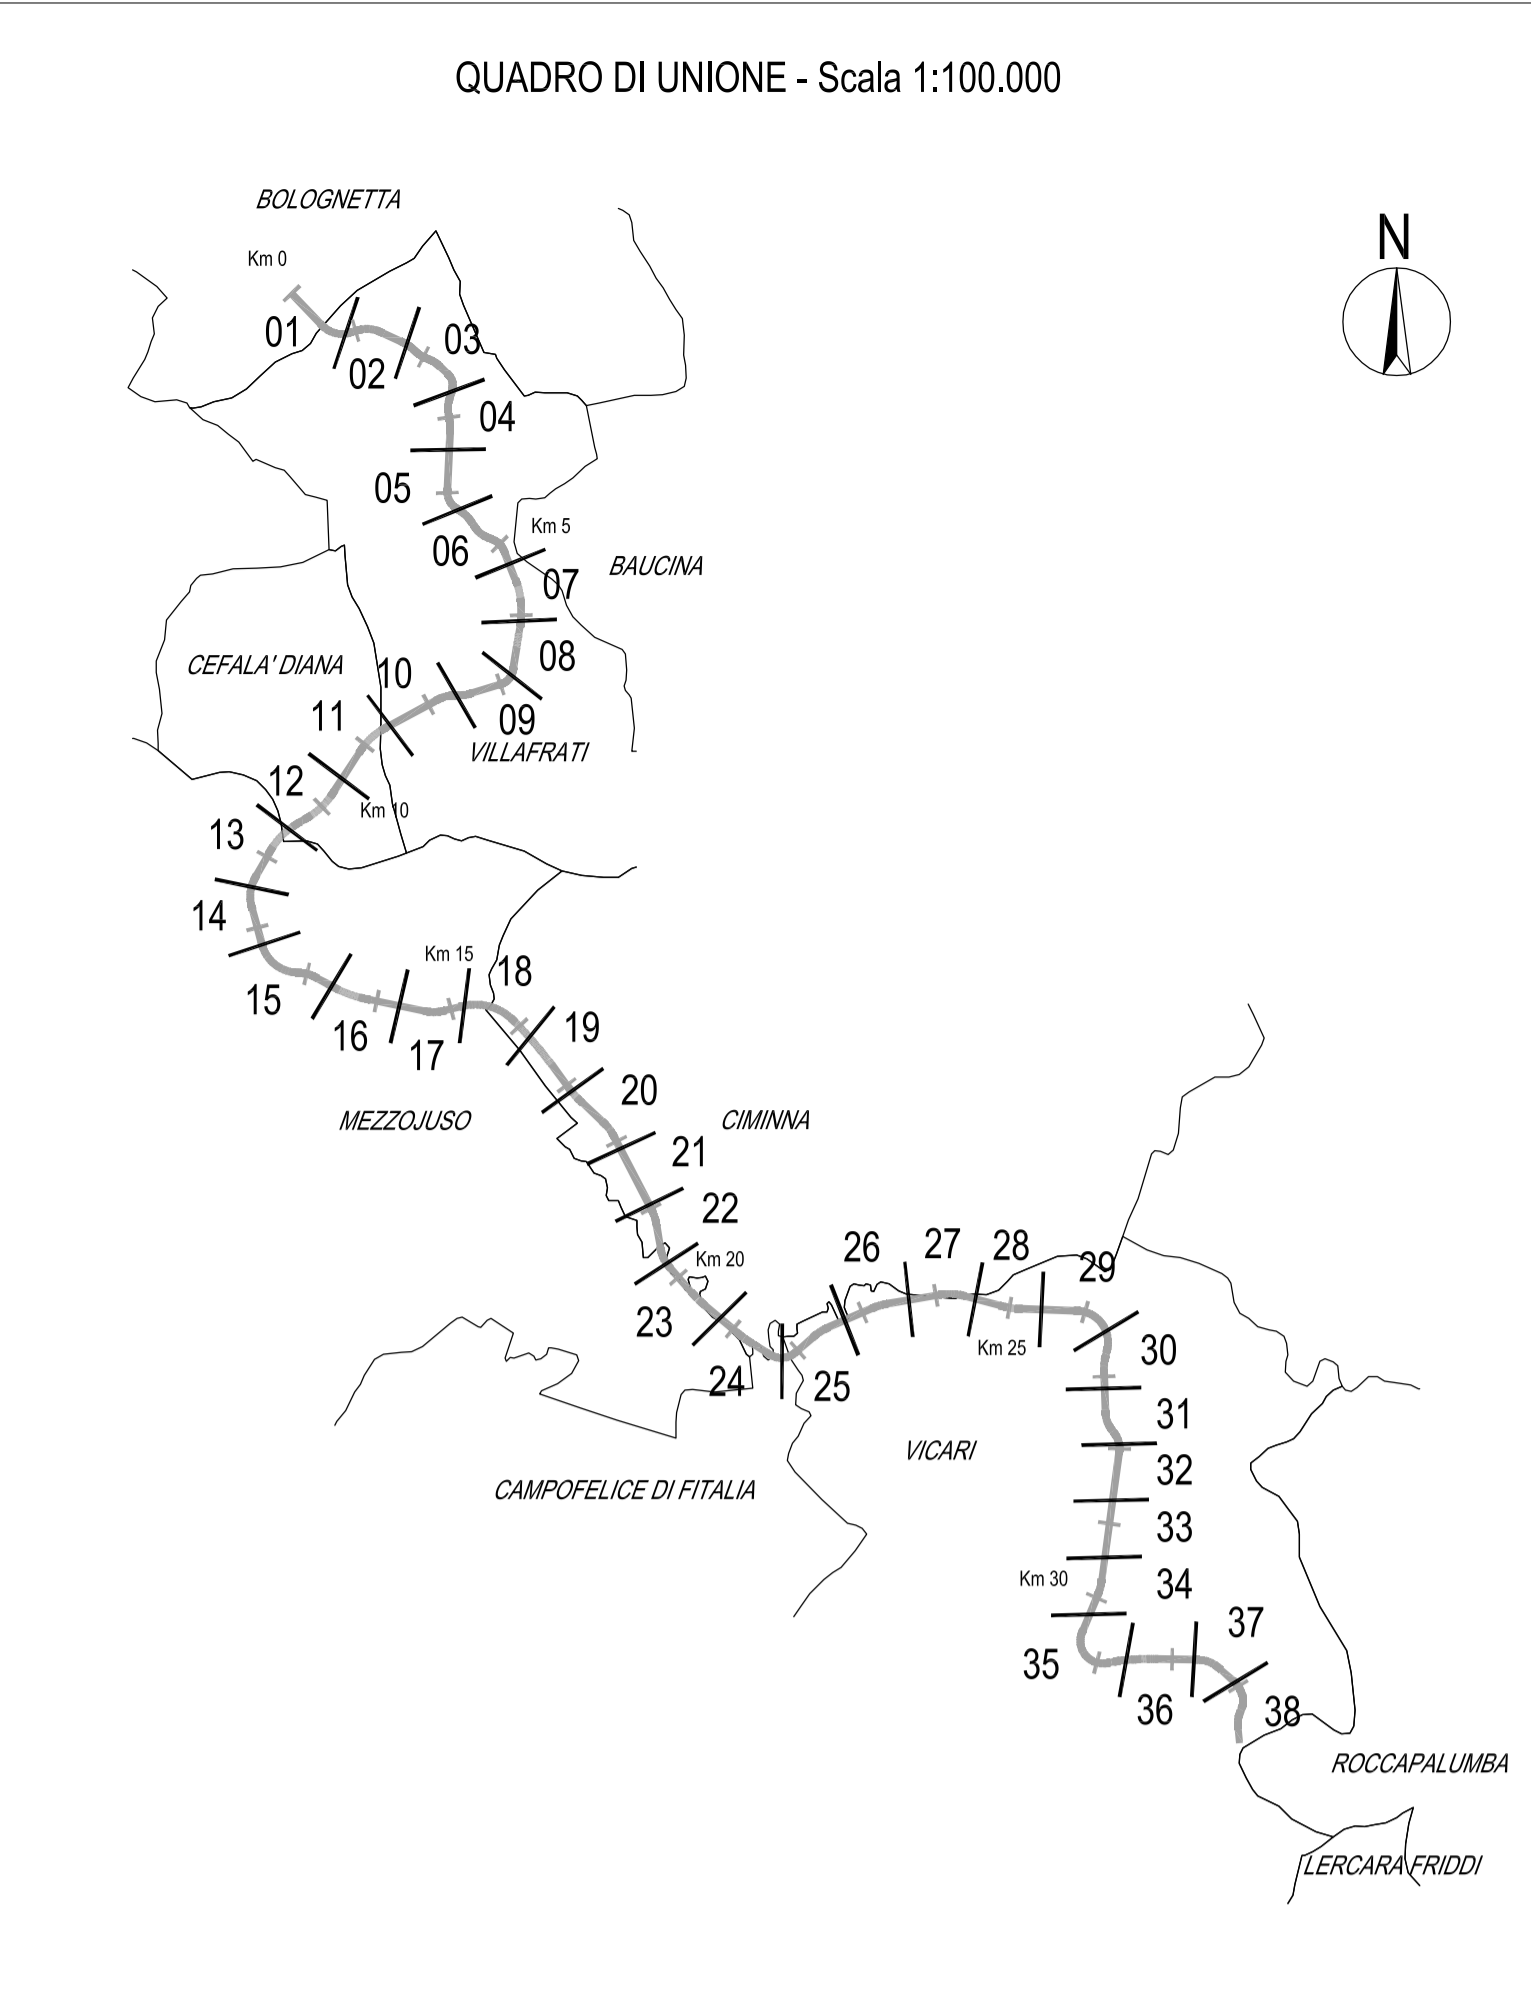 QUADRO DI UNIONE - Scala 1:100.000
BOLOGNETTA
N
Km 0
01
02
03
04
05
Km 5
06
BAUCINA
07
08
CEFALA' DIANA
10
09
11
VILLAFRATI
12
Km 10
13
14
Km 15
18
15
16
17
19
20
MEZZOJUSO
CIMINNA
21
22
Km 20
26
27
28
29
23
Km 25
30
24
25
31
VICARI
32
CAMPOFELICE DI FITALIA
33
Km 30
34
37
35
36
38
ROCCAPALUMBA
LERCARA FRIDDI